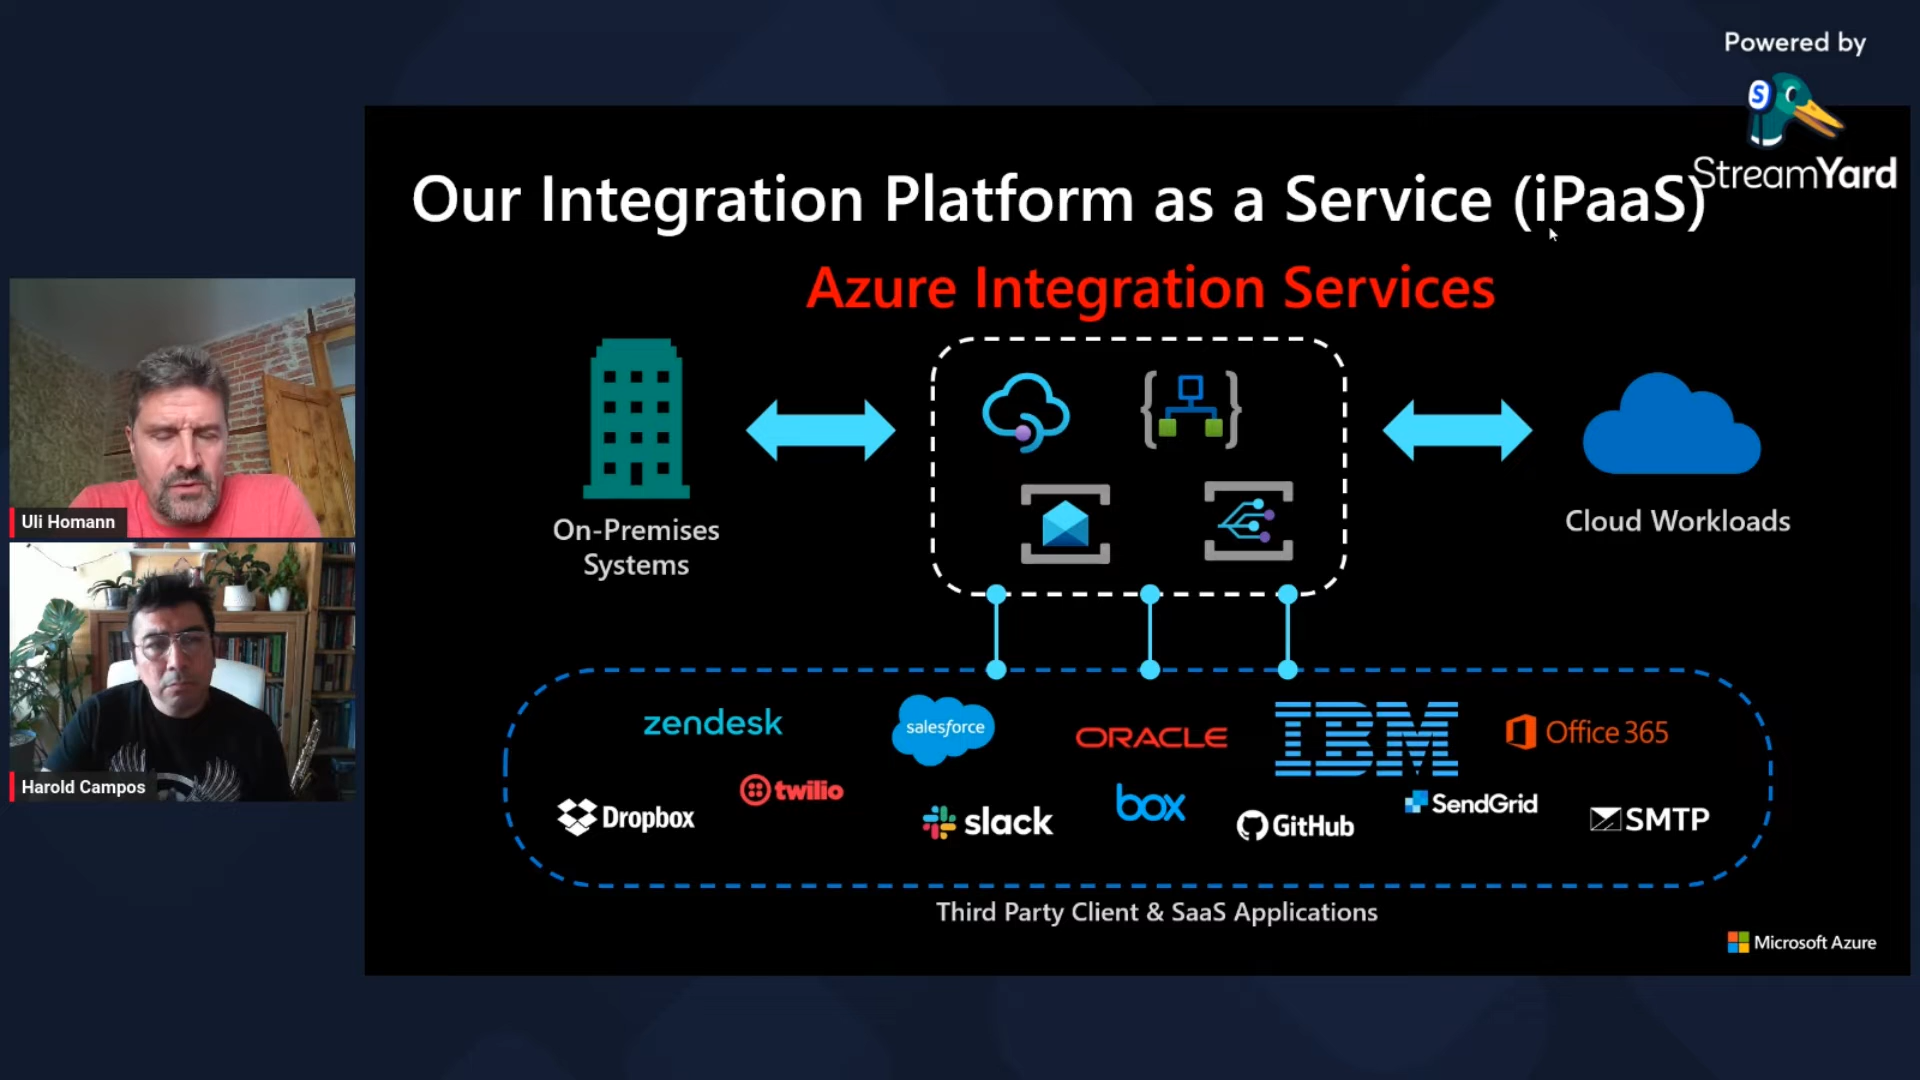 Powered by
S
StreamYard
Our Integration Platform as a Service (iPaaS)
Azure Integration Services
On-Premises
Systems
Cloud Workloads
Uli Homann
Harold Campos
zendesk
salesforce
ORACLE
IBM
Office 365
Dropbox
twilio
slack
box
GitHub
SendGrid
SMTP
Third Party Client & SaaS Applications
Microsoft Azure